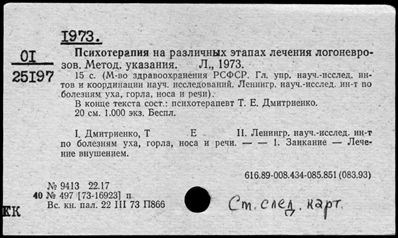 1973.
Психотерапия на различных этапах лечения логоневро-
OI зов. Метод. указания. Л., 1973.
25197 15 с. (М-во здравоохранения РСФСР. Гл. упр. науч.-исслед. ин-
тов и координации науч. исследований. Ленингр. науч.-исслед. ин-т по
болезням уха, горла, носа и речи).
В конце текста сост.: психотерапевт Т. Е. Дмитриенко.
20 см. 1.000 экз. Беспл.
I. Дмитриенко, Т Е II. Ленингр. науч.-исслед. ин-т
по болезням уха, горла, носа и речи. — — 1. Заикание — Лече-
ние внушением.
616.89-008.434-085.851 (083.93)
№ 9413 22.17
40 № 497 [73-16923] п
Вс. кн. пал. 22 III 73 П866
Ст. след. карт.
КК